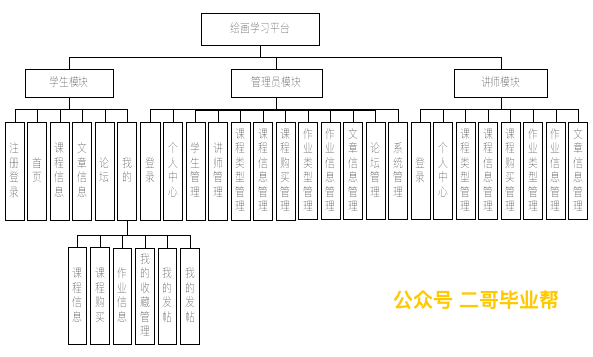 绘画学习平台
学生模块
管理员模块
讲师模块
注册登录
首页
课程信息
文章信息
论坛
我的
登录
个人中心
学生管理
讲师管理
课程类型管理
课程信息管理
课程购买管理
作业类型管理
作业信息管理
文章信息管理
论坛管理
系统管理
登录
个人中心
课程类型管理
课程信息管理
课程购买管理
作业类型管理
作业信息管理
文章信息管理
课程信息
课程购买
作业信息
我的收藏管理
我的发帖
我的发帖
公众号 二哥毕业帮